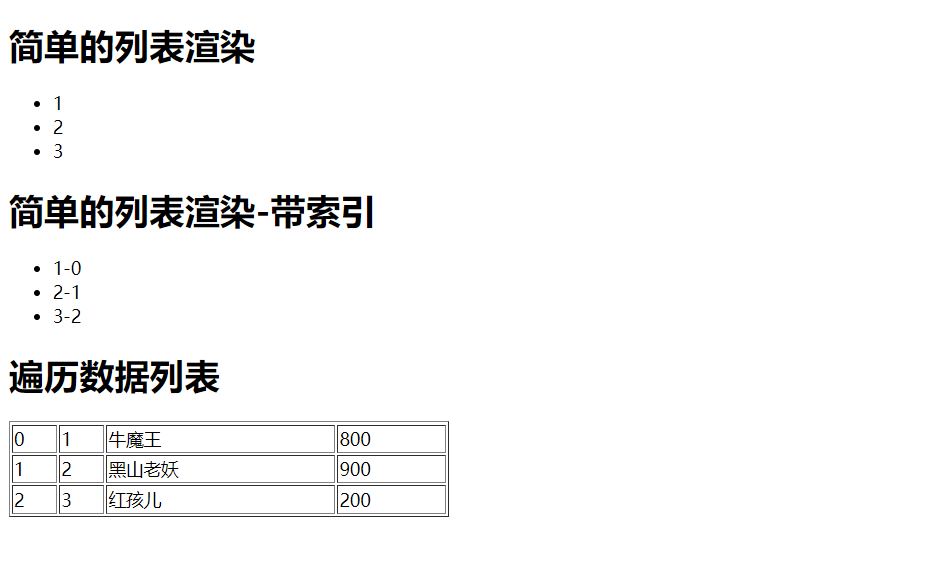 简单的列表渲染
1
2
3
简单的列表渲染-带索引
1-0
2-1
3-2
遍历数据列表
0 1 牛魔王 800
1 2 黑山老妖 900
2 3 红孩儿 200